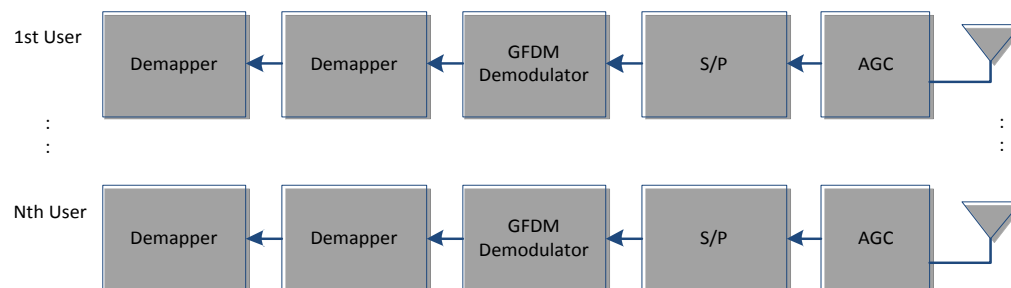 1st User
Demapper
Demapper
GFDM
Demodulator
S/P
AGC
:
:
:
:
Nth User
Demapper
Demapper
GFDM
Demodulator
S/P
AGC